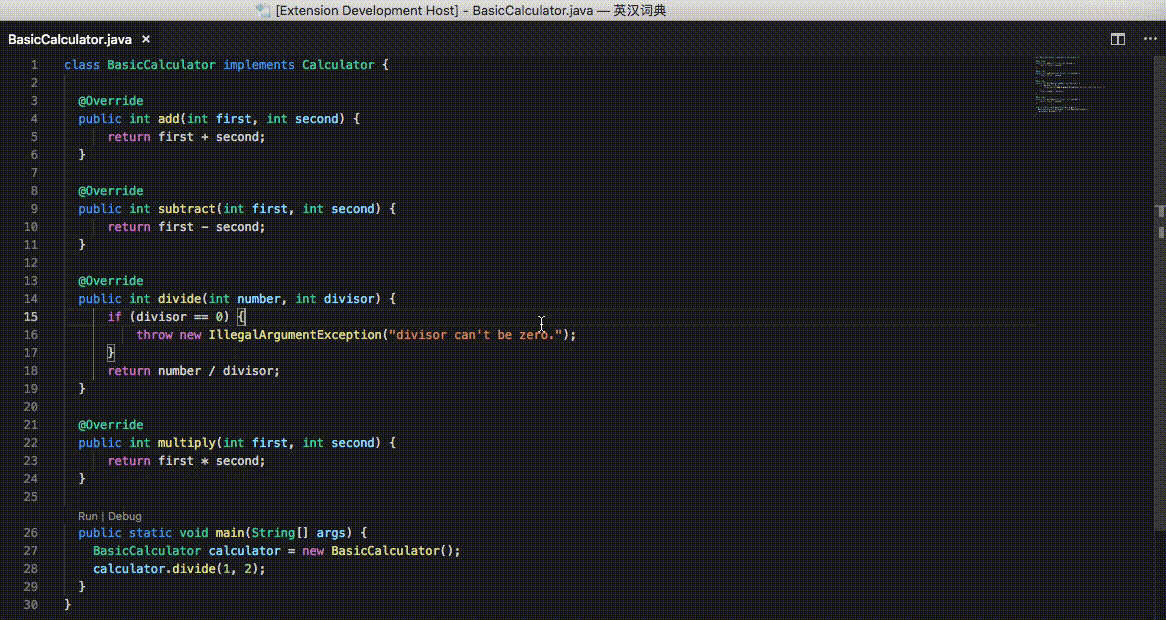 [Extension Development Host] - BasicCalculator.java — 英汉词典
BasicCalculator.java ×
1 class BasicCalculator implements Calculator {
2
3 @Override
4 public int add(int first, int second) {
5 return first + second;
6 }
7
8 @Override
9 public int subtract(int first, int second) {
10 return first - second;
11 }
12
13 @Override
14 public int divide(int number, int divisor) {
15 if (divisor == 0) {
16 throw new IllegalArgumentException("divisor can't be zero.");
17 }
18 return number / divisor;
19 }
20
21 @Override
22 public int multiply(int first, int second) {
23 return first * second;
24 }
25
Run | Debug
26 public static void main(String[] args) {
27 BasicCalculator calculator = new BasicCalculator();
28 calculator.divide(1, 2);
29 }
30 }